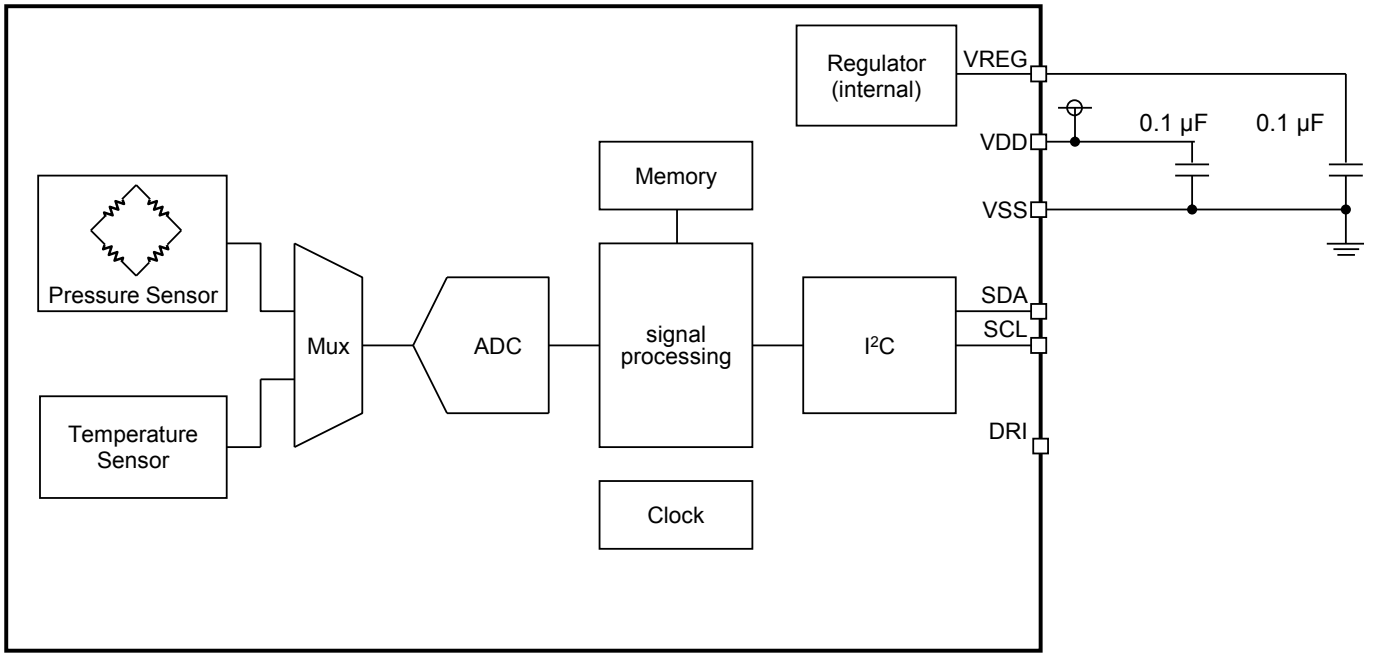 Regulator
(internal)
VREG
0.1 µF
0.1 µF
VDD
Memory
VSS
Pressure Sensor
SDA
SCL
Mux
ADC
signal
processing
I²C
DRI
Temperature
Sensor
Clock